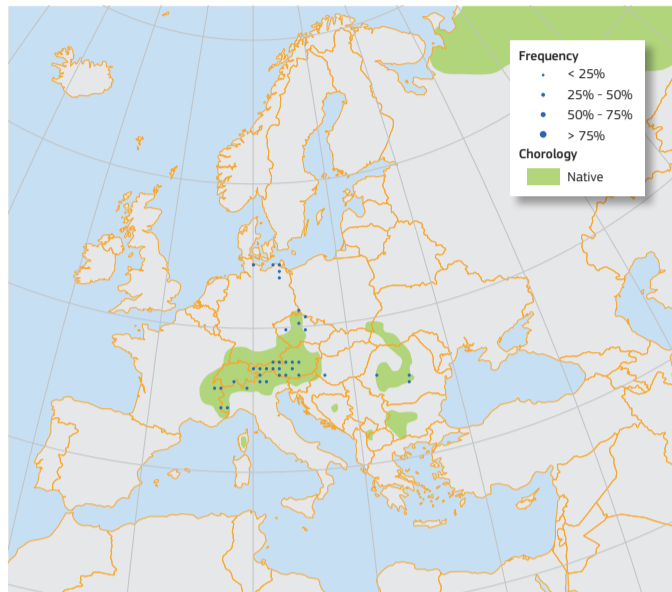 Frequency
< 25%
25% - 50%
50% - 75%
> 75%
Chorology
Native